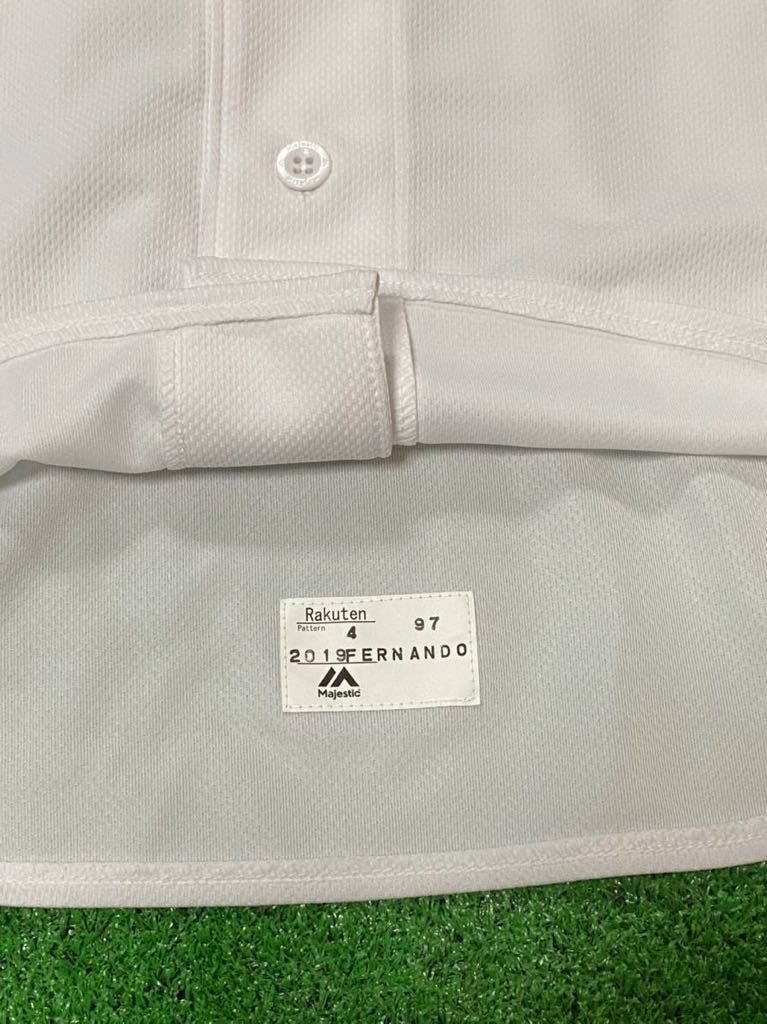 Rakuten
Pattern
4 97
2019FERNANDO
Majestic